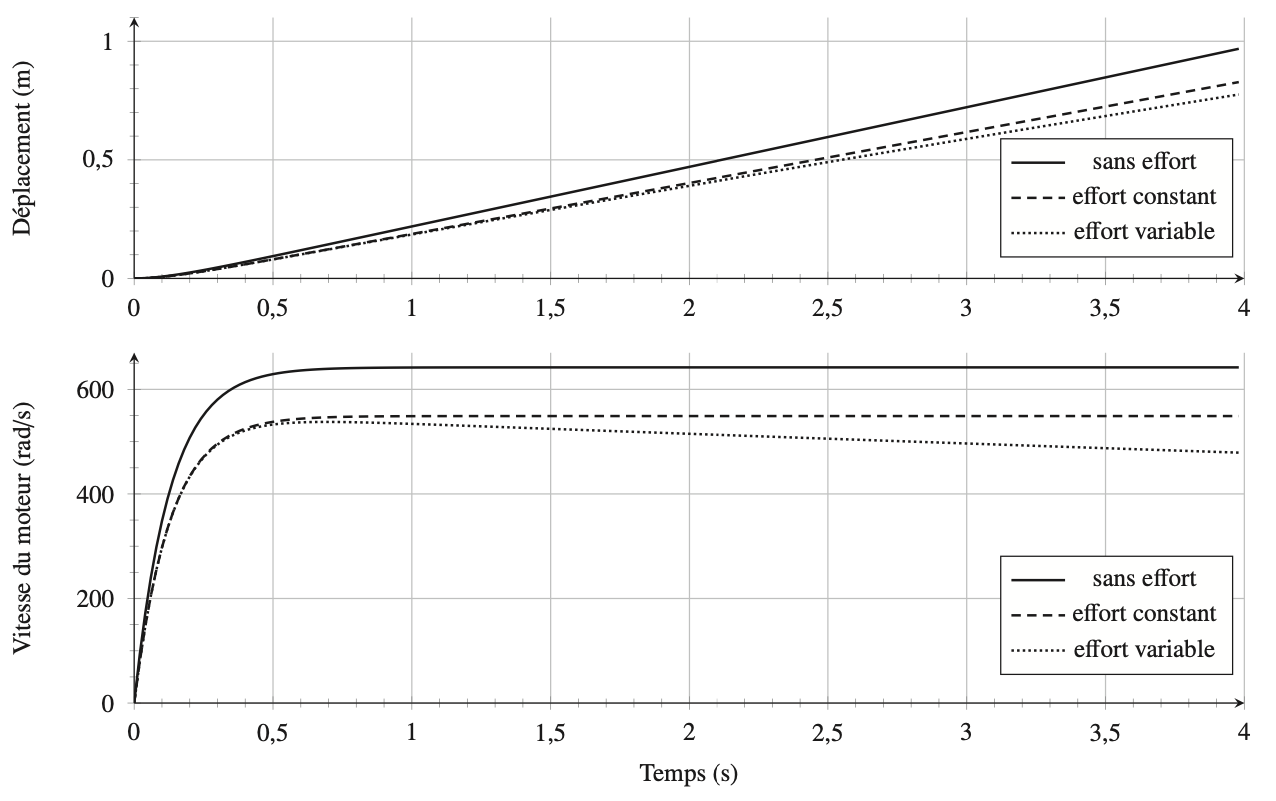 Déplacement (m)
1
0.5
0
0 0,5 1 1,5 2 2,5 3 3,5 4
sans effort
effort constant
effort variable
Vitesse du moteur (rad/s)
600
400
200
0
0 0,5 1 1,5 2 2,5 3 3,5 4
sans effort
effort constant
effort variable
Temps (s)